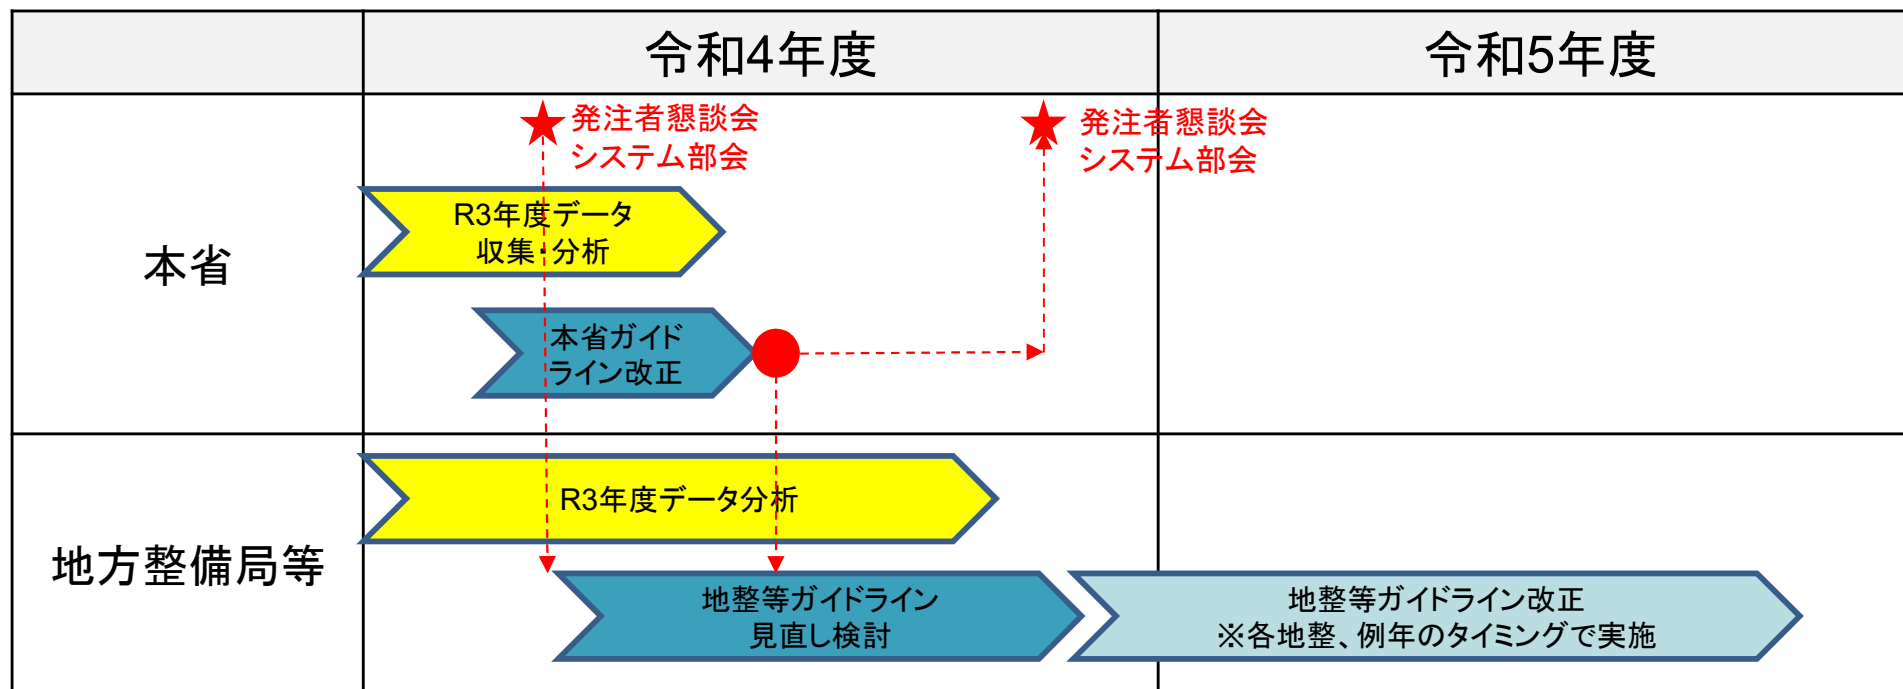 令和4年度
令和5年度
本省
発注者懇談会
システム部会
発注者懇談会
システム部会
R3年度データ
収集・分析
本省ガイド
ライン改正
地方整備局等
R3年度データ分析
地整等ガイドライン
見直し検討
地整等ガイドライン改正
※各地整、例年のタイミングで実施